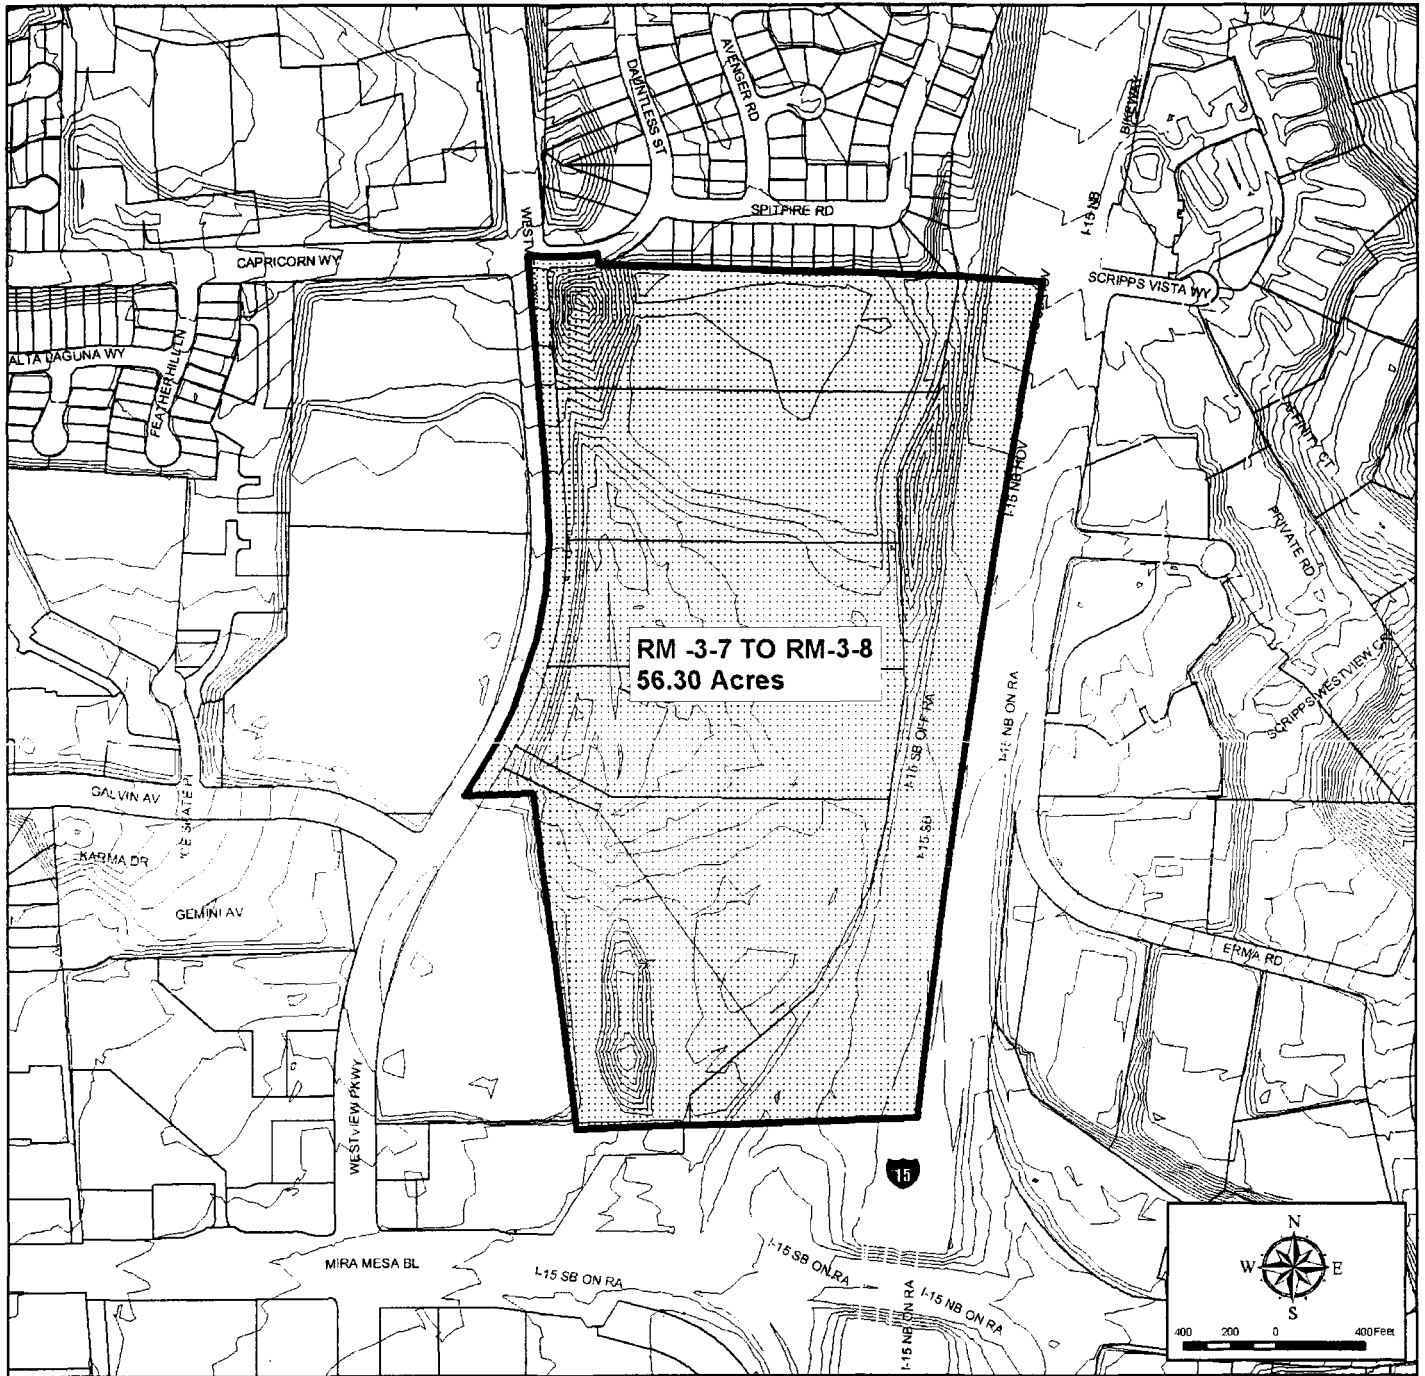 DAUNTLESS ST
AVENGER RD
BIKEWAY
SPITFIRE RD
I-15 NB
WEST
CAPRICORN WY
SCRIPPS VISTA WY
ALTA LAGUNA WY
FEATHER HILL LN
AFINITY CT
I-15 NB HOV
PRIVATE RD
RM -3-7 TO RM-3-8
56.30 Acres
SCRIPPS WESTVIEW
I-15 NB ON RA
I-15 SB OFF RA
GALVIN AV
I-15 SB
KARMA DR
GEMINI AV
ERMA RD
WESTVIEW PKWY
15
MIRA MESA BL
I-15 SB ON RA
I-15 SB ON RA
I-15 NB ON RA
I-15 NB ON RA
N
W E
S
400 200 0 400 Feet